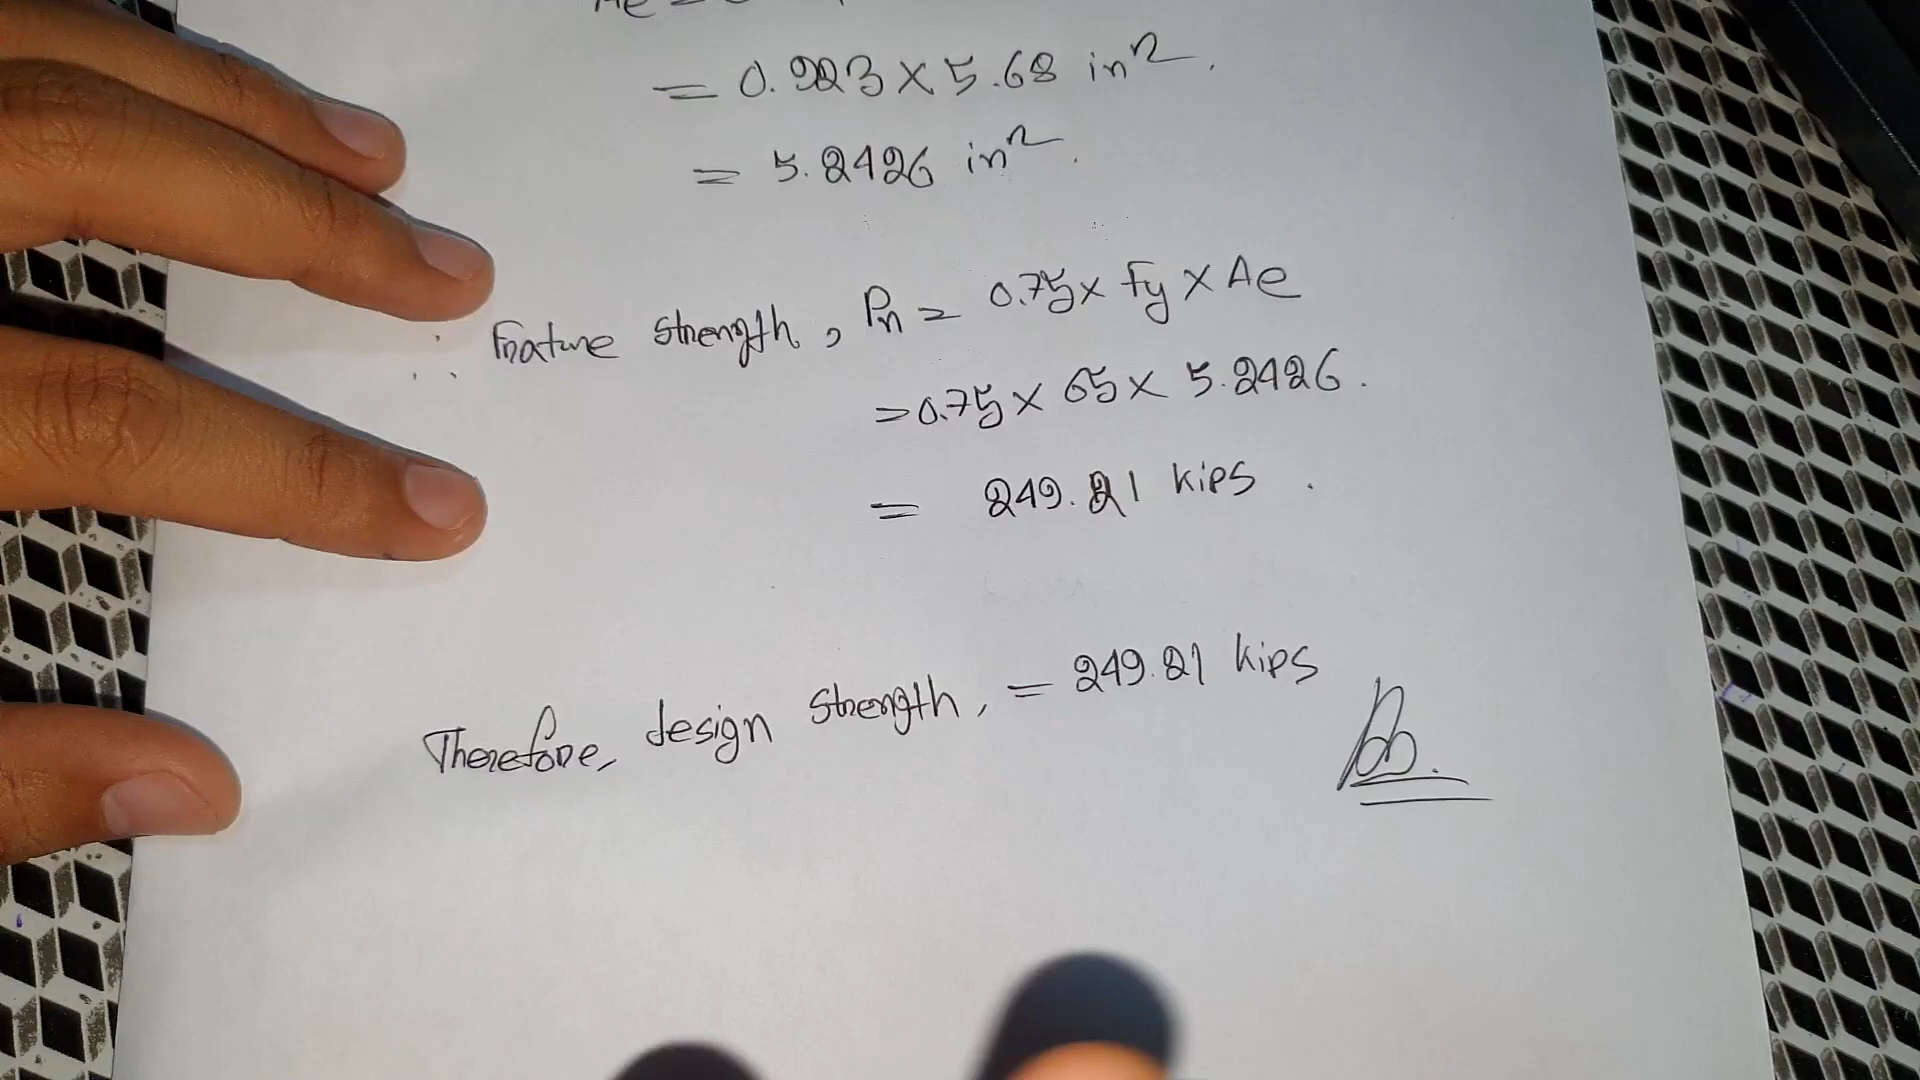 = 0.923 × 5.68 in².
= 5.2426 in².
∴ Fracture strength, Pn = 0.75 × Fy × Ae
= 0.75 × 65 × 5.2426.
= 249.21 kips.
Therefore, design strength, = 249.21 kips